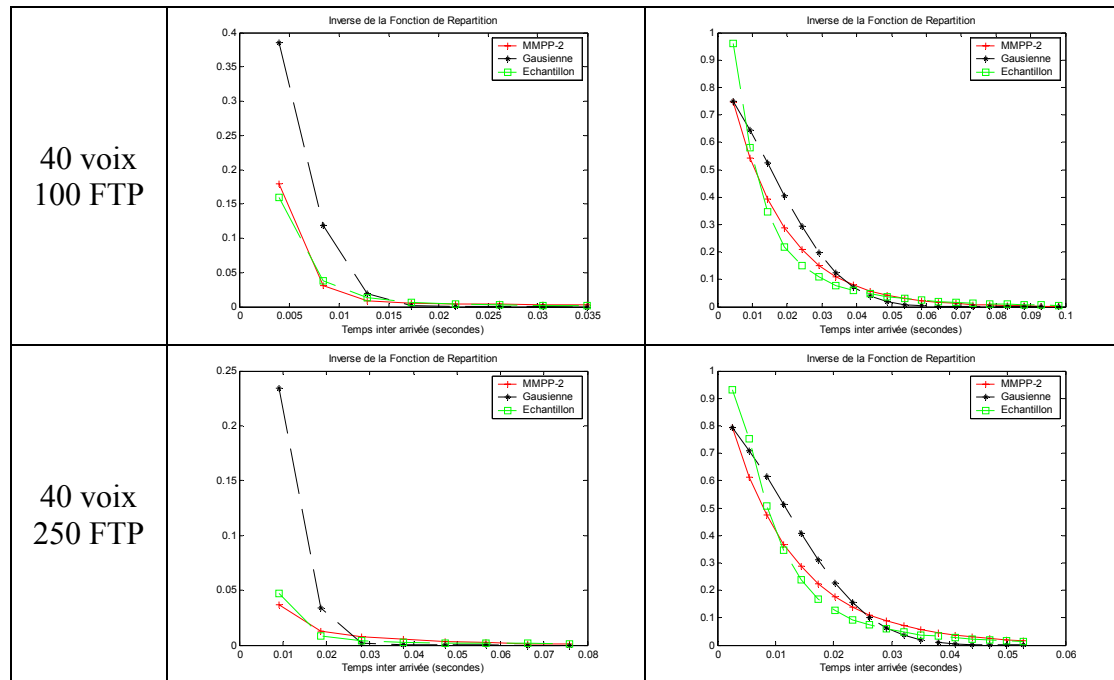 40 voix
100 FTP
Inverse de la Fonction de Repartition
MMPP-2
Gausienne
Echantillon
0.4
0.35
0.3
0.25
0.2
0.15
0.1
0.05
0
0 0.005 0.01 0.015 0.02 0.025 0.03 0.035
Temps inter arrivée (secondes)
Inverse de la Fonction de Repartition
MMPP-2
Gausienne
Echantillon
1
0.9
0.8
0.7
0.6
0.5
0.4
0.3
0.2
0.1
0
0 0.01 0.02 0.03 0.04 0.05 0.06 0.07 0.08 0.09 0.1
Temps inter arrivée (secondes)
40 voix
250 FTP
Inverse de la Fonction de Repartition
MMPP-2
Gausienne
Echantillon
0.25
0.2
0.15
0.1
0.05
0
0 0.01 0.02 0.03 0.04 0.05 0.06 0.07 0.08
Temps inter arrivée (secondes)
Inverse de la Fonction de Repartition
MMPP-2
Gausienne
Echantillon
1
0.9
0.8
0.7
0.6
0.5
0.4
0.3
0.2
0.1
0
0 0.01 0.02 0.03 0.04 0.05 0.06
Temps inter arrivée (secondes)